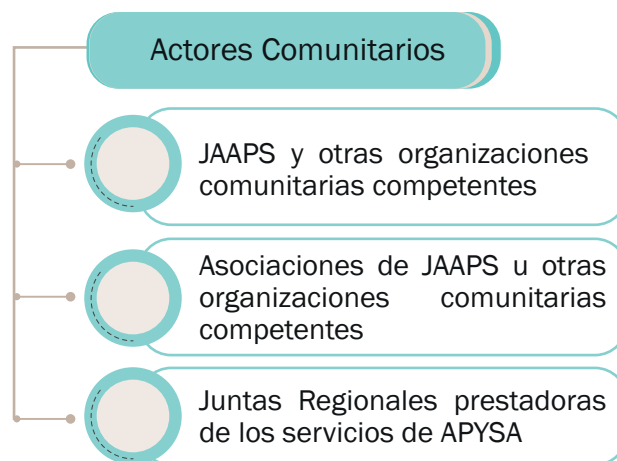 Actores Comunitarios
JAAPS y otras organizaciones
comunitarias competentes
Asociaciones de JAAPS u otras
organizaciones comunitarias
competentes
Juntas Regionales prestadoras
de los servicios de APYSA